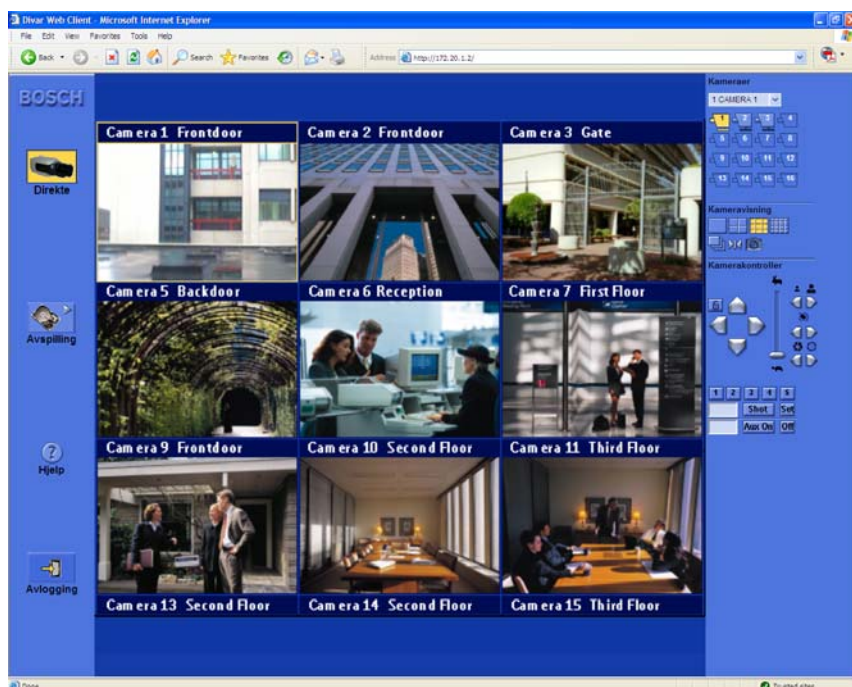 Divar Web Client - Microsoft Internet Explorer
File Edit View Favorites Tools Help
Back Search Favorites Address http://172.20.1.2/
BOSCH
Direkte
Avspilling
Hjelp
Avlogging
Camera 1 Frontdoor
Camera 2 Frontdoor
Camera 3 Gate
Camera 5 Backdoor
Camera 6 Reception
Camera 7 First Floor
Camera 9 Frontdoor
Camera 10 Second Floor
Camera 11 Third Floor
Camera 13 Second Floor
Camera 14 Second Floor
Camera 15 Third Floor
Kameraer
1 CAMERA 1
1 2 3 4
5 6 7 8
9 10 11 12
13 14 15 16
Kameravisning
Kamerakontroller
1 2 3 4 5
Shot Set
Aux On Off
Done
Trusted sites